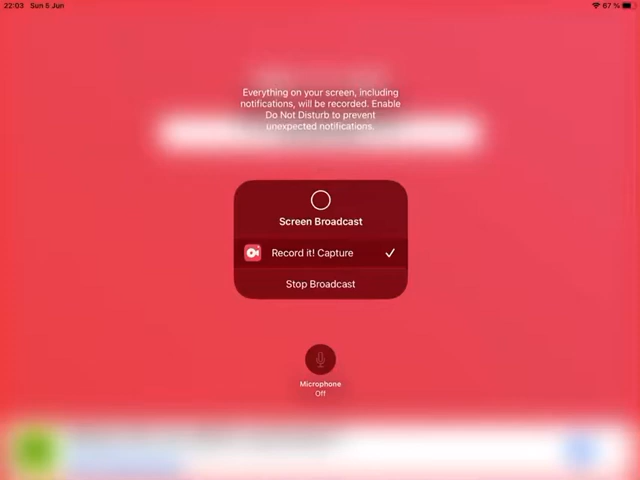 22:03 Sun 5 Jun 67 %
Everything on your screen, including
notifications, will be recorded. Enable
Do Not Disturb to prevent
unexpected notifications.
Screen Broadcast
Record it! Capture
Stop Broadcast
Microphone
Off